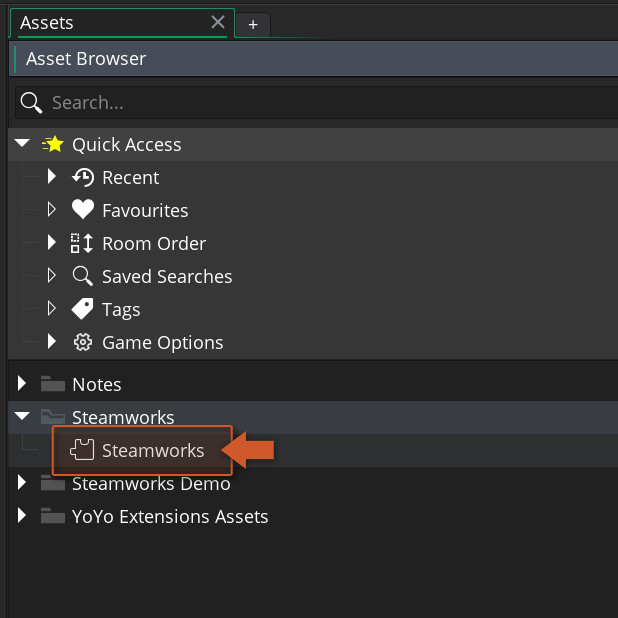 Assets
+
Asset Browser
Search...
Quick Access
Recent
Favourites
Room Order
Saved Searches
Tags
Game Options
Notes
Steamworks
Steamworks
Steamworks Demo
YoYo Extensions Assets